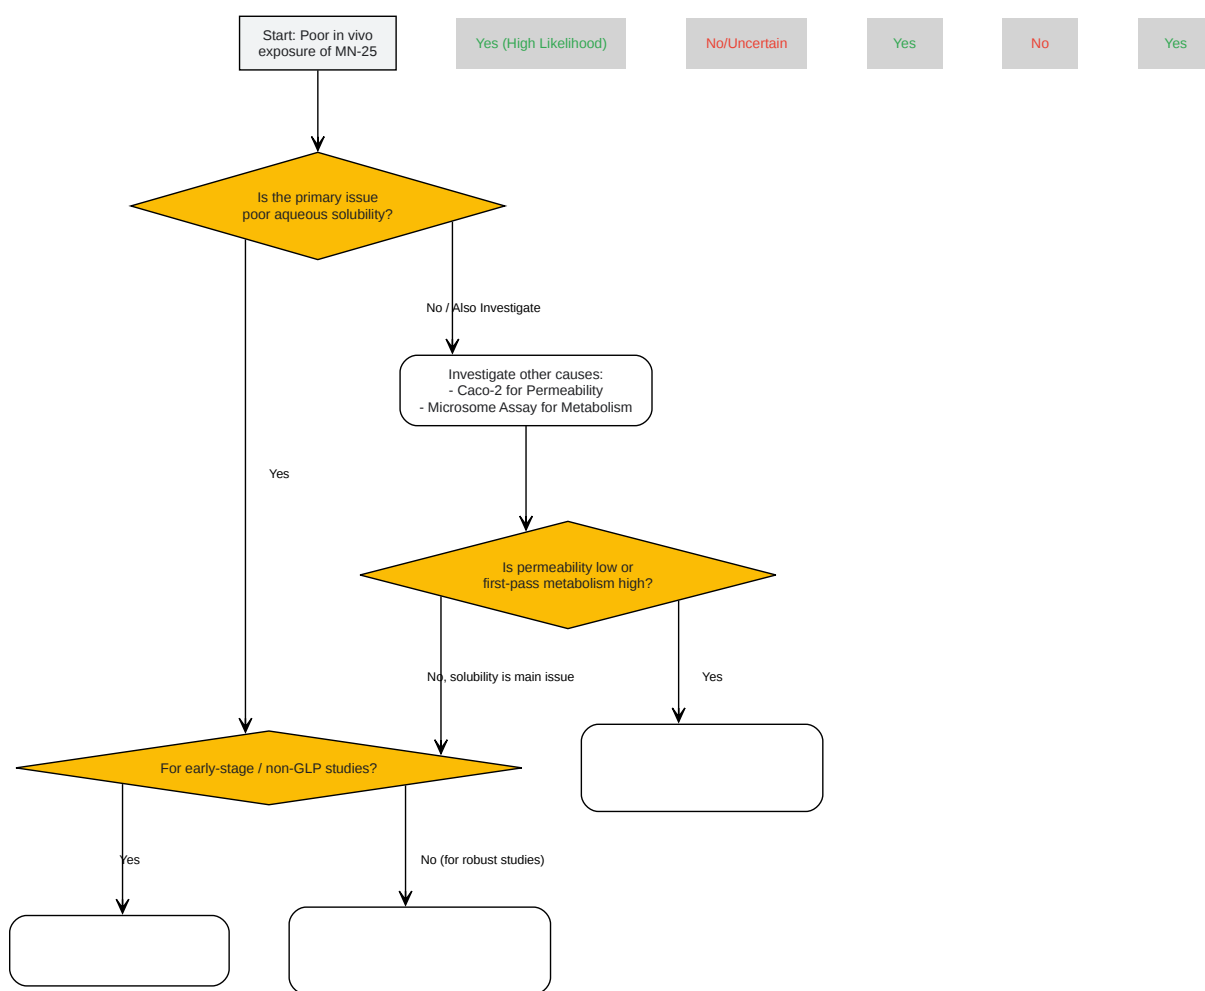 Start: Poor in vivo
exposure of MN-25
Yes (High Likelihood)
No/Uncertain
Yes
No
Yes
Is the primary issue
poor aqueous solubility?
No / Also Investigate
Investigate other causes:
- Caco-2 for Permeability
- Microsome Assay for Metabolism
Yes
Is permeability low or
first-pass metabolism high?
No, solubility is main issue
Yes
For early-stage / non-GLP studies?
Yes
No (for robust studies)